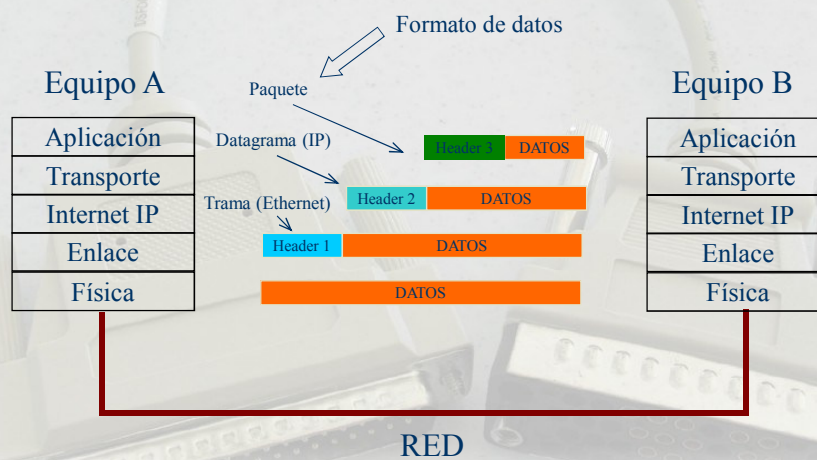 Formato de datos
Equipo A
Paquete
Equipo B
Aplicación
Datagrama (IP)
Header 3
DATOS
Aplicación
Transporte
Trama (Ethernet)
Header 2
DATOS
Transporte
Internet IP
Header 1
DATOS
Internet IP
Enlace
Enlace
Física
DATOS
Física
RED